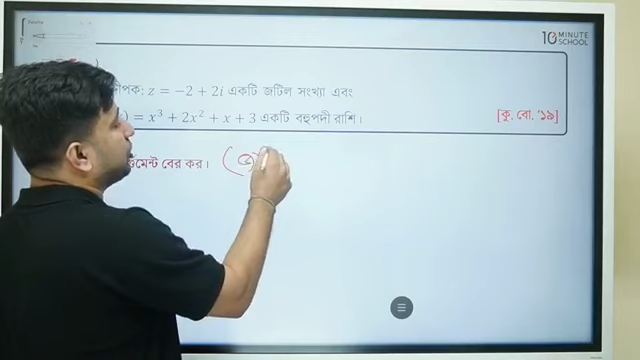 10 MINUTE SCHOOL
দীপক: z = −2 + 2i একটি জটিল সংখ্যা এবং
) = x³ + 2x² + x + 3 একটি বহুপদী রাশি।
[কু. বো. '১৯]
বের কর।